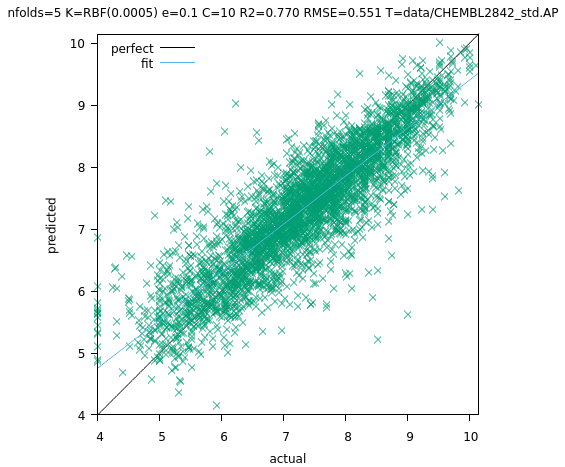 nfolds=5 K=RBF(0.0005) e=0.1 C=10 R2=0.770 RMSE=0.551 T=data/CHEMBL2842_std.AP
perfect
fit
10
9
8
7
6
5
4
predicted
4 5 6 7 8 9 10
actual